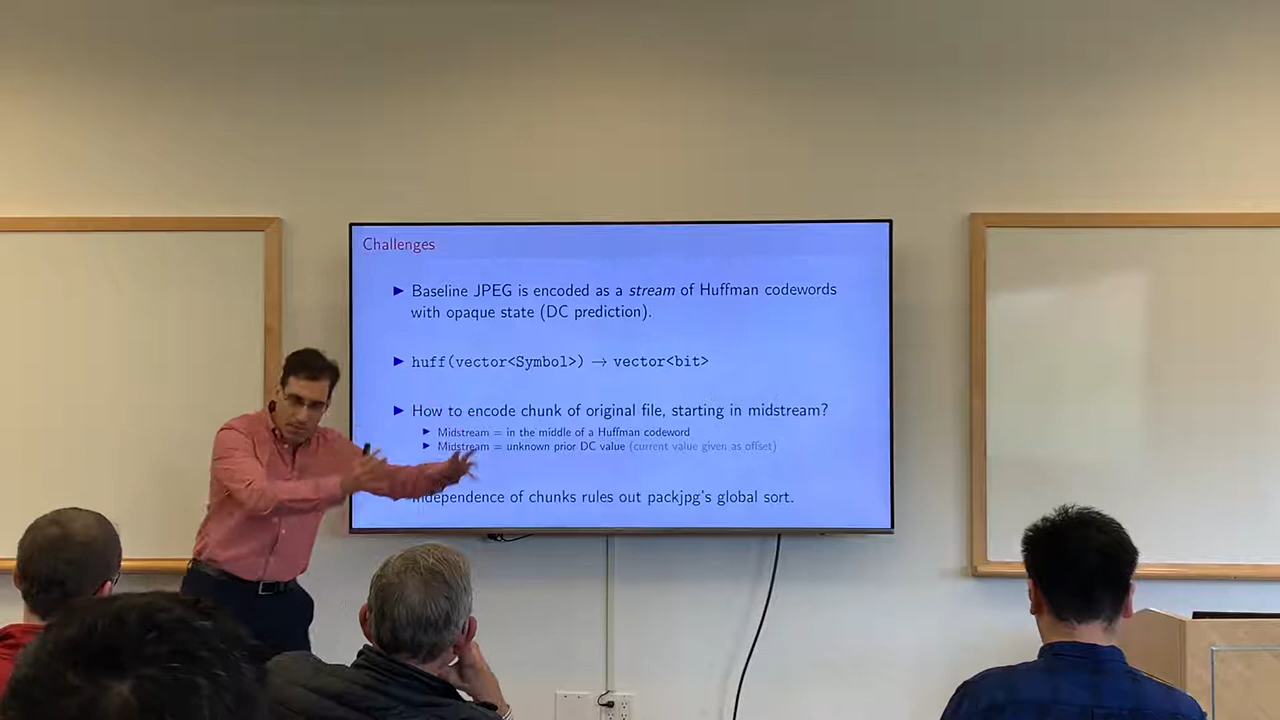 Challenges
▶ Baseline JPEG is encoded as a stream of Huffman codewords
with opaque state (DC prediction).
▶ huff(vector<Symbol>) → vector<bit>
▶ How to encode chunk of original file, starting in midstream?
▶ Midstream = in the middle of a Huffman codeword
▶ Midstream = unknown prior DC value (current value given as offset)
Independence of chunks rules out packjpg's global sort.